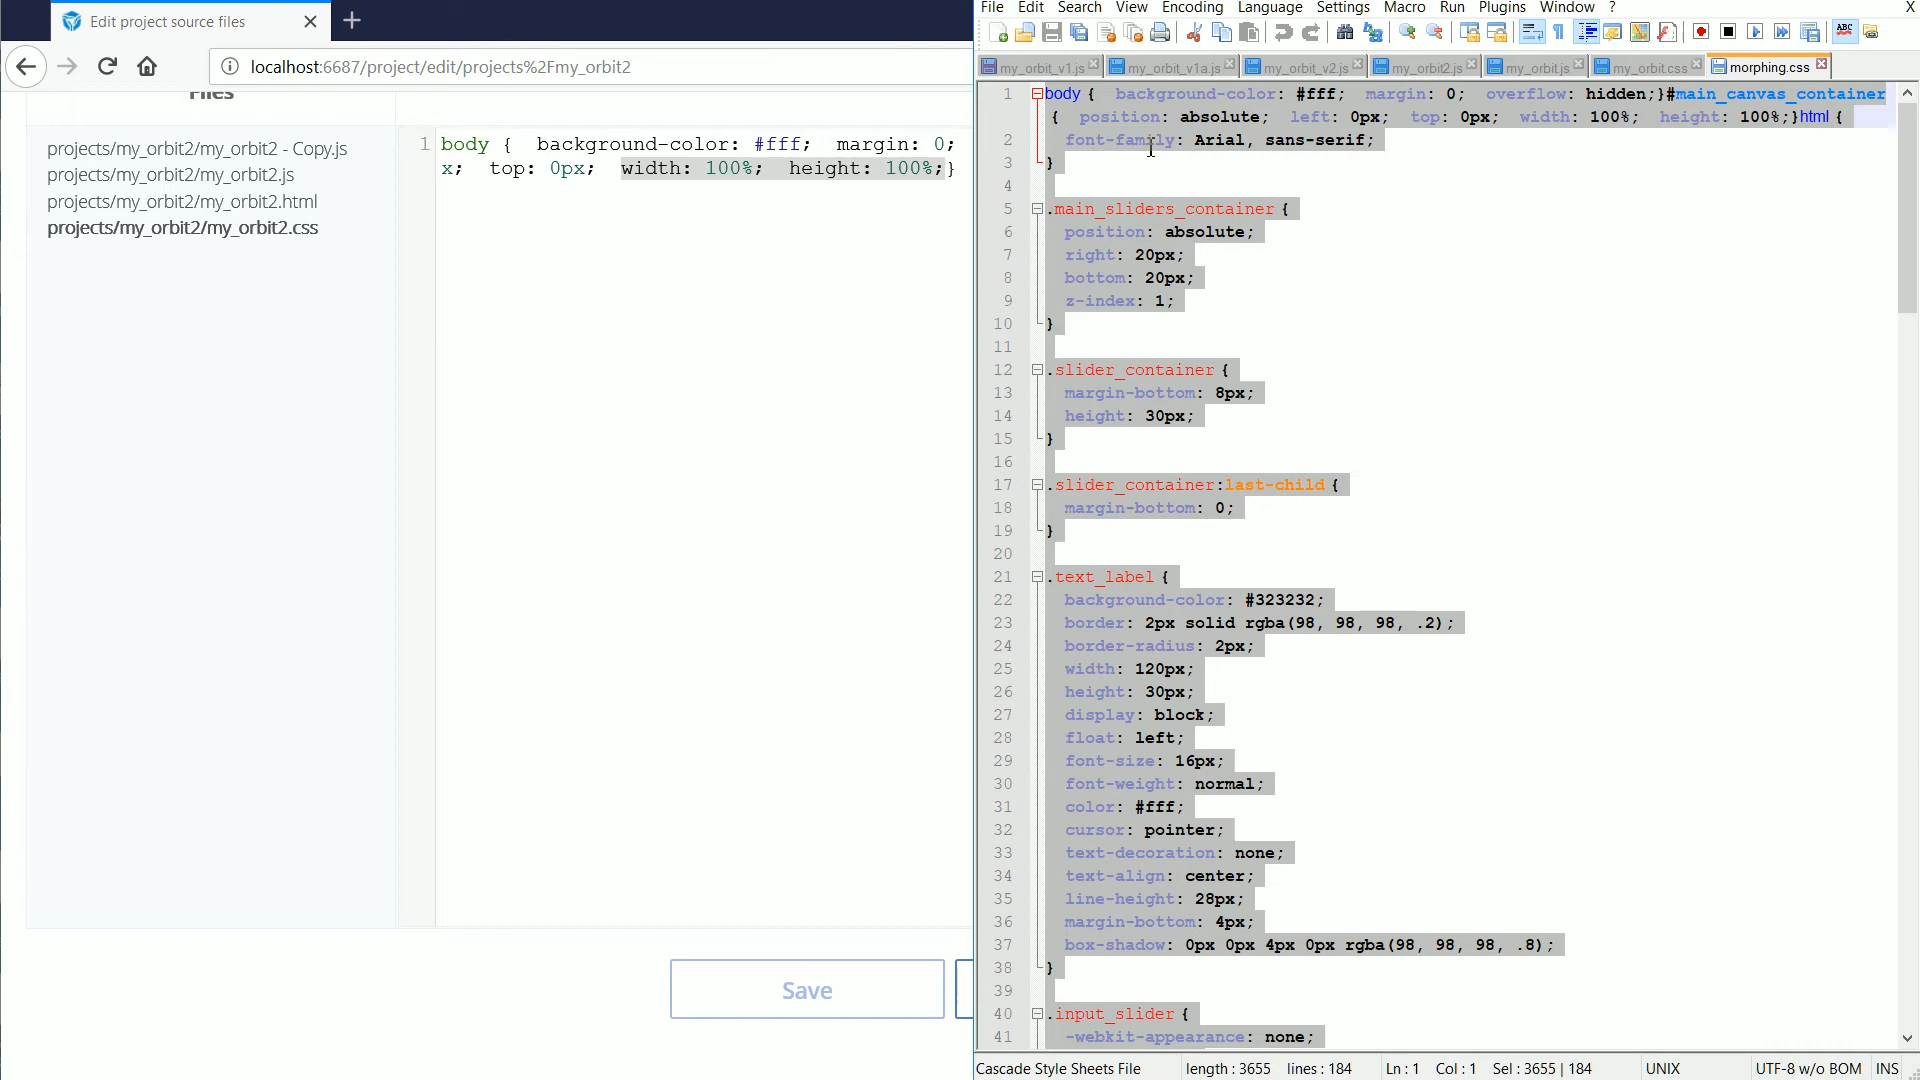 Edit project source files
localhost:6687/project/edit/projects%2Fmy_orbit2
Files
projects/my_orbit2/my_orbit2 - Copy.js
projects/my_orbit2/my_orbit2.js
projects/my_orbit2/my_orbit2.html
projects/my_orbit2/my_orbit2.css
1 body {  background-color: #fff;  margin: 0;
x;  top: 0px;  width: 100%;  height: 100%;}
Save
File Edit Search View Encoding Language Settings Macro Run Plugins Window ? X
my_orbit_v1.js my_orbit_v1a.js my_orbit_v2.js my_orbit2.js my_orbit.js my_orbit.css morphing.css
1 body {  background-color: #fff;  margin: 0;  overflow: hidden;}#main_canvas_container
{  position: absolute;  left: 0px;  top: 0px;  width: 100%;  height: 100%;}html {
2 font-family: Arial, sans-serif;
3 }
4
5 .main_sliders_container {
6 position: absolute;
7 right: 20px;
8 bottom: 20px;
9 z-index: 1;
10 }
11
12 .slider_container {
13 margin-bottom: 8px;
14 height: 30px;
15 }
16
17 .slider_container:last-child {
18 margin-bottom: 0;
19 }
20
21 .text_label {
22 background-color: #323232;
23 border: 2px solid rgba(98, 98, 98, .2);
24 border-radius: 2px;
25 width: 120px;
26 height: 30px;
27 display: block;
28 float: left;
29 font-size: 16px;
30 font-weight: normal;
31 color: #fff;
32 cursor: pointer;
33 text-decoration: none;
34 text-align: center;
35 line-height: 28px;
36 margin-bottom: 4px;
37 box-shadow: 0px 0px 4px 0px rgba(98, 98, 98, .8);
38 }
39
40 .input_slider {
41 -webkit-appearance: none;
Cascade Style Sheets File length : 3655 lines : 184 Ln : 1 Col : 1 Sel : 3655 | 184 UNIX UTF-8 w/o BOM INS